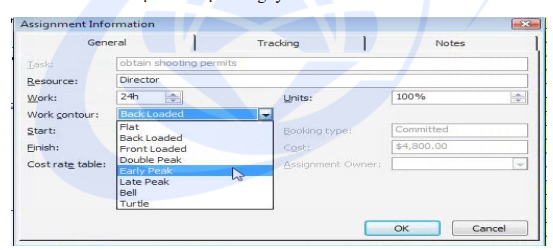 Assignment Information
General Tracking Notes
Task: obtain shooting permits
Resource: Director
Work: 24h Units: 100%
Work contour: Back Loaded
Start: Flat Booking type: Committed
Back Loaded
Finish: Front Loaded Cost: $4,800.00
Double Peak
Cost rate table: Early Peak Assignment Owner:
Late Peak
Bell
Turtle
OK Cancel